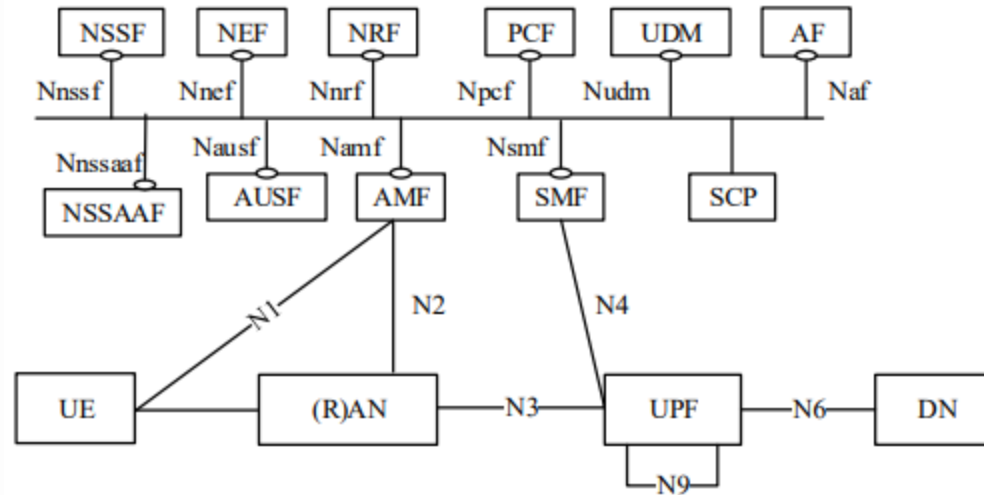 NSSF NEF NRF PCF UDM AF
Nnssf Nnef Nnrf Npcf Nudm Naf
Nnssaaf Nausf Namf Nsmf
NSSAAF AUSF AMF SMF SCP
N1 N2 N4
UE (R)AN N3 UPF N6 DN
N9